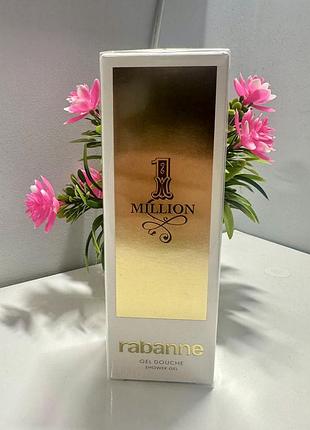 1
MILLION
rabanne
GEL DOUCHE
SHOWER GEL